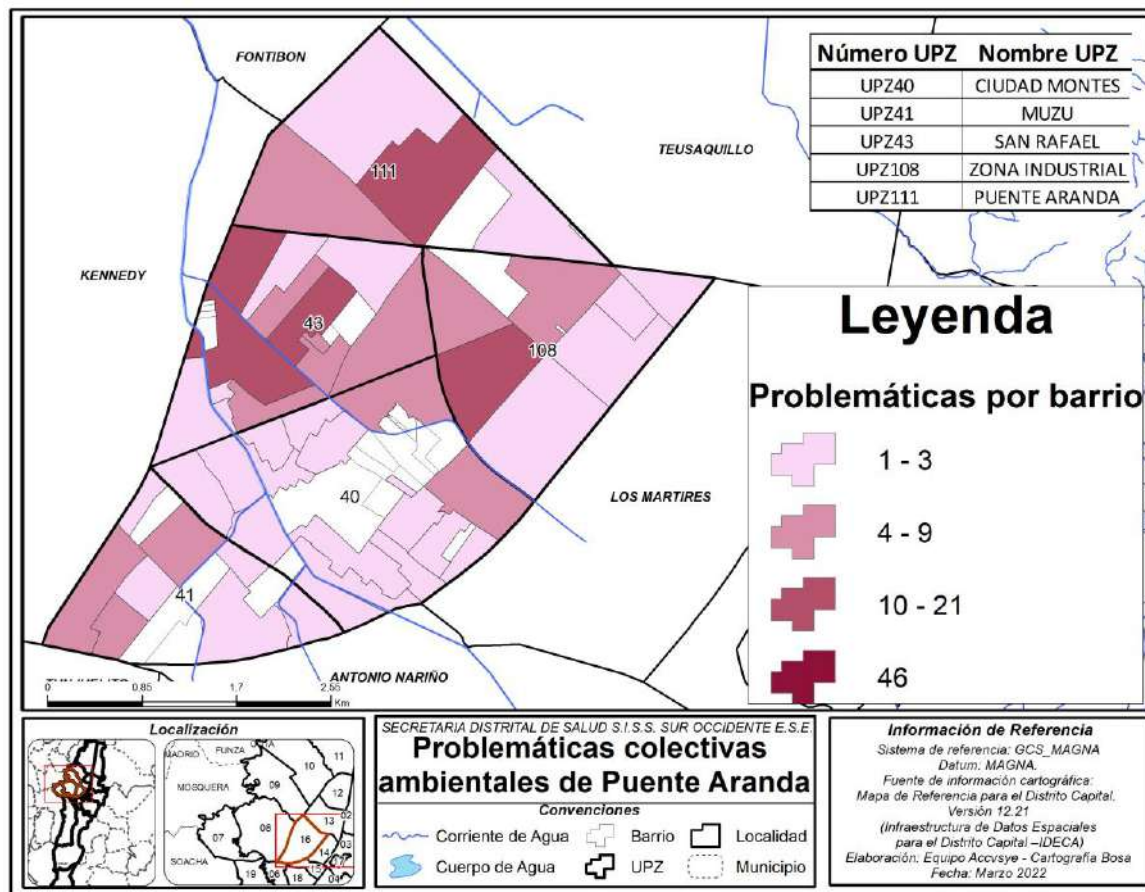 FONTIBON
Número UPZ Nombre UPZ
UPZ40 CIUDAD MONTES
UPZ41 MUZU
UPZ43 SAN RAFAEL
UPZ108 ZONA INDUSTRIAL
UPZ111 PUENTE ARANDA
TEUSAQUILLO
111
KENNEDY
43
108
Leyenda
Problemáticas por barrio
1 - 3
4 - 9
10 - 21
46
40
LOS MARTIRES
41
ANTONIO NARIÑO
0 0.85 1.7 2.55
Km
Localización
MADRID FUNZA
MOSQUERA
SOACHA
11
10
09
12
02
13
08
16
07
03
14
15
19
06
18
04
SECRETARIA DISTRITAL DE SALUD S.I.S.S. SUR OCCIDENTE E.S.E.
Problemáticas colectivas
ambientales de Puente Aranda
Convenciones
Corriente de Agua Barrio Localidad
Cuerpo de Agua UPZ Municipio
Información de Referencia
Sistema de referencia: GCS_MAGNA
Datum: MAGNA.
Fuente de información cartográfica:
Mapa de Referencia para el Distrito Capital.
Versión 12.21
(Infraestructura de Datos Espaciales
para el Distrito Capital –IDECA)
Elaboración: Equipo Accvsye - Cartografía Bosa
Fecha: Marzo 2022